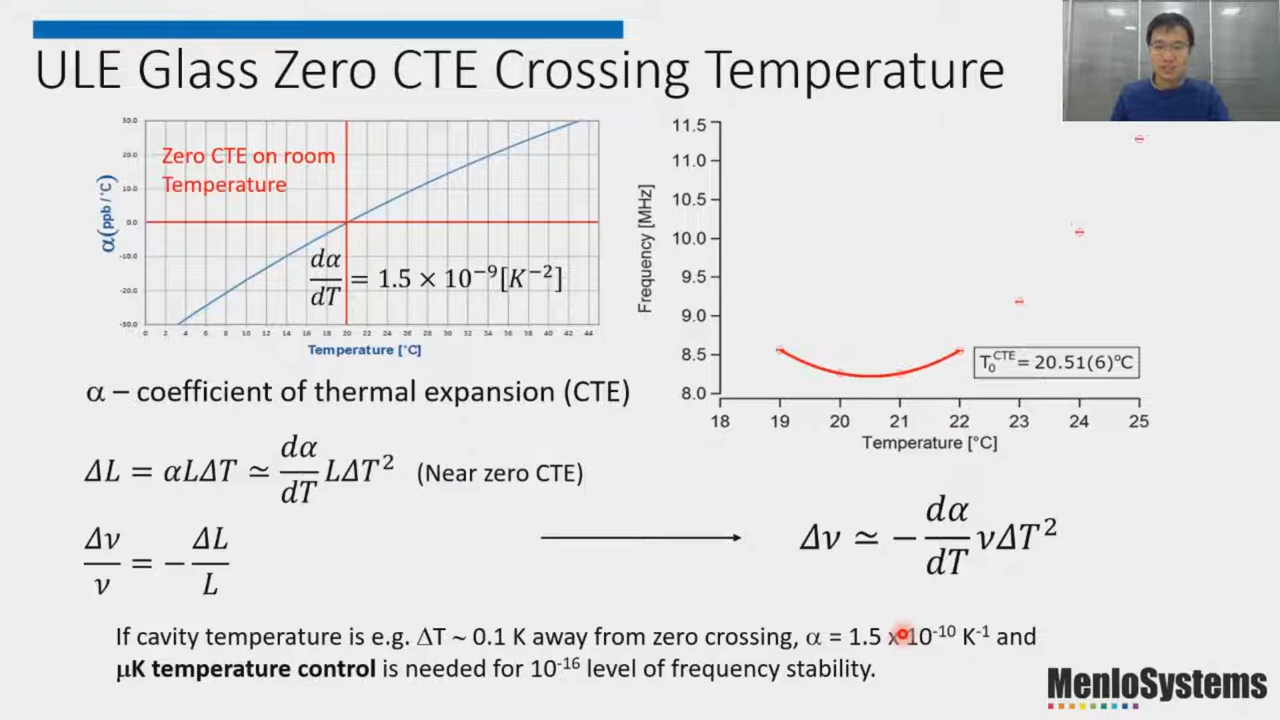 ULE Glass Zero CTE Crossing Temperature
30.0
20.0
10.0
0.0
-10.0
-20.0
-30.0
α(ppb/°C)
Zero CTE on room
Temperature
dα/dT = 1.5 × 10⁻⁹[K⁻²]
0 2 4 6 8 10 12 14 16 18 20 22 24 26 28 30 32 34 36 38 40 42 44
Temperature [°C]
11.5
11.0
10.5
10.0
9.5
9.0
8.5
8.0
Frequency [MHz]
T₀^CTE = 20.51(6)°C
18 19 20 21 22 23 24 25
Temperature [°C]
α – coefficient of thermal expansion (CTE)
ΔL = αLΔT ≃ dα/dT LΔT² (Near zero CTE)
Δν/ν = − ΔL/L
Δν ≃ − dα/dT νΔT²
If cavity temperature is e.g. ΔT ~ 0.1 K away from zero crossing, α = 1.5 x 10⁻¹⁰ K⁻¹ and
μK temperature control is needed for 10⁻¹⁶ level of frequency stability.
MenloSystems